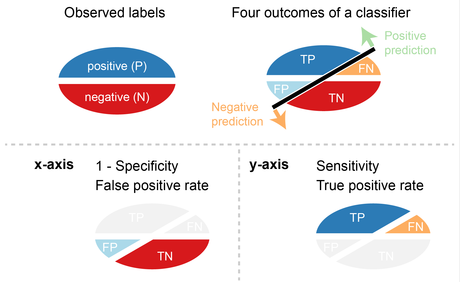 Observed labels
Four outcomes of a classifier
positive (P)
negative (N)
Positive
prediction
TP
FN
FP
TN
Negative
prediction
x-axis
1 - Specificity
False positive rate
TP
FN
FP
TN
y-axis
Sensitivity
True positive rate
TP
FN
FP
TN